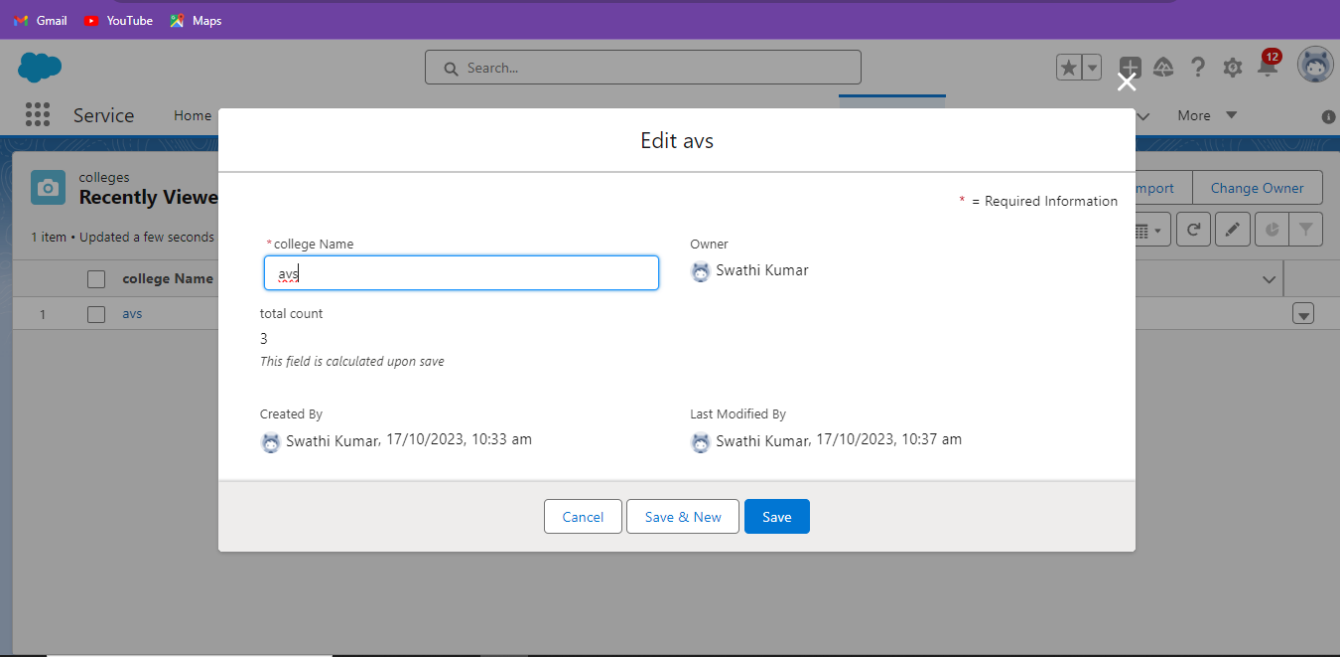 Gmail YouTube Maps
Search...
12
Service Home
More
Edit avs
colleges
Recently Viewe
mport Change Owner
* = Required Information
1 item • Updated a few seconds
*college Name
Owner
avs
Swathi Kumar
college Name
1 avs
total count
3
This field is calculated upon save
Created By
Last Modified By
Swathi Kumar, 17/10/2023, 10:33 am
Swathi Kumar, 17/10/2023, 10:37 am
Cancel Save & New Save